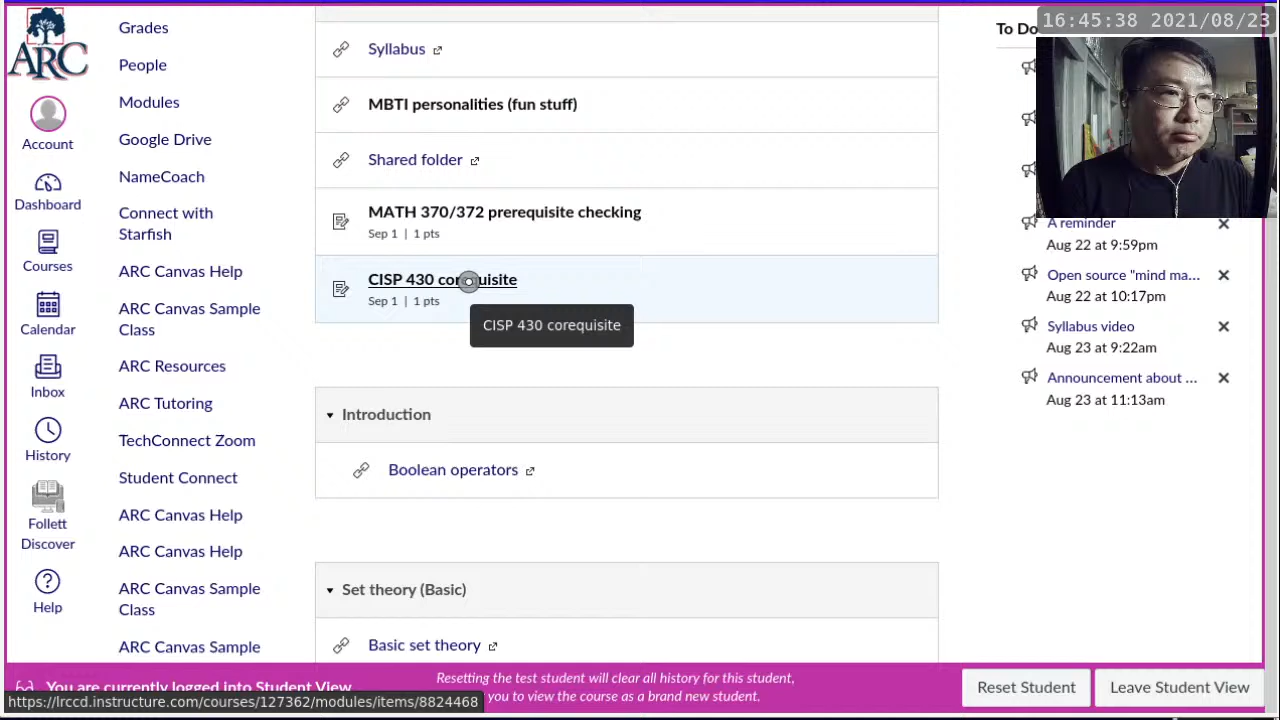 16:45:38 2021/08/23
ARC
Account
Dashboard
Courses
Calendar
Inbox
History
Follett
Discover
Help
Grades
People
Modules
Google Drive
NameCoach
Connect with
Starfish
ARC Canvas Help
ARC Canvas Sample
Class
ARC Resources
ARC Tutoring
TechConnect Zoom
Student Connect
ARC Canvas Help
ARC Canvas Help
ARC Canvas Sample
Class
ARC Canvas Sample
Syllabus
MBTI personalities (fun stuff)
Shared folder
MATH 370/372 prerequisite checking
Sep 1 | 1 pts
CISP 430 corequisite
Sep 1 | 1 pts
CISP 430 corequisite
Introduction
Boolean operators
Set theory (Basic)
Basic set theory
To Do
A reminder
Aug 22 at 9:59pm
Open source "mind ma...
Aug 22 at 10:17pm
Syllabus video
Aug 23 at 9:22am
Announcement about ...
Aug 23 at 11:13am
You are currently logged into Student View
Resetting the test student will clear all history for this student,
you to view the course as a brand new student.
Reset Student
Leave Student View
https://lrccd.instructure.com/courses/127362/modules/items/8824468